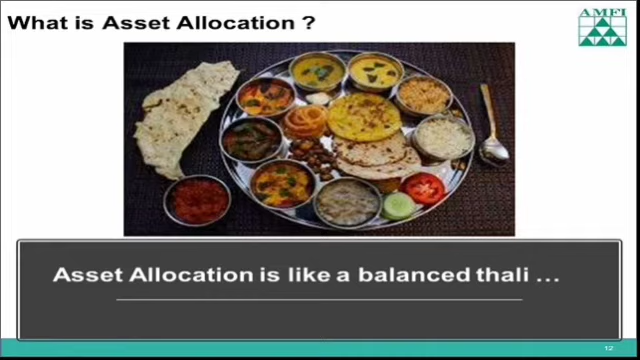 What is Asset Allocation ?
AMFI
Asset Allocation is like a balanced thali ...
12